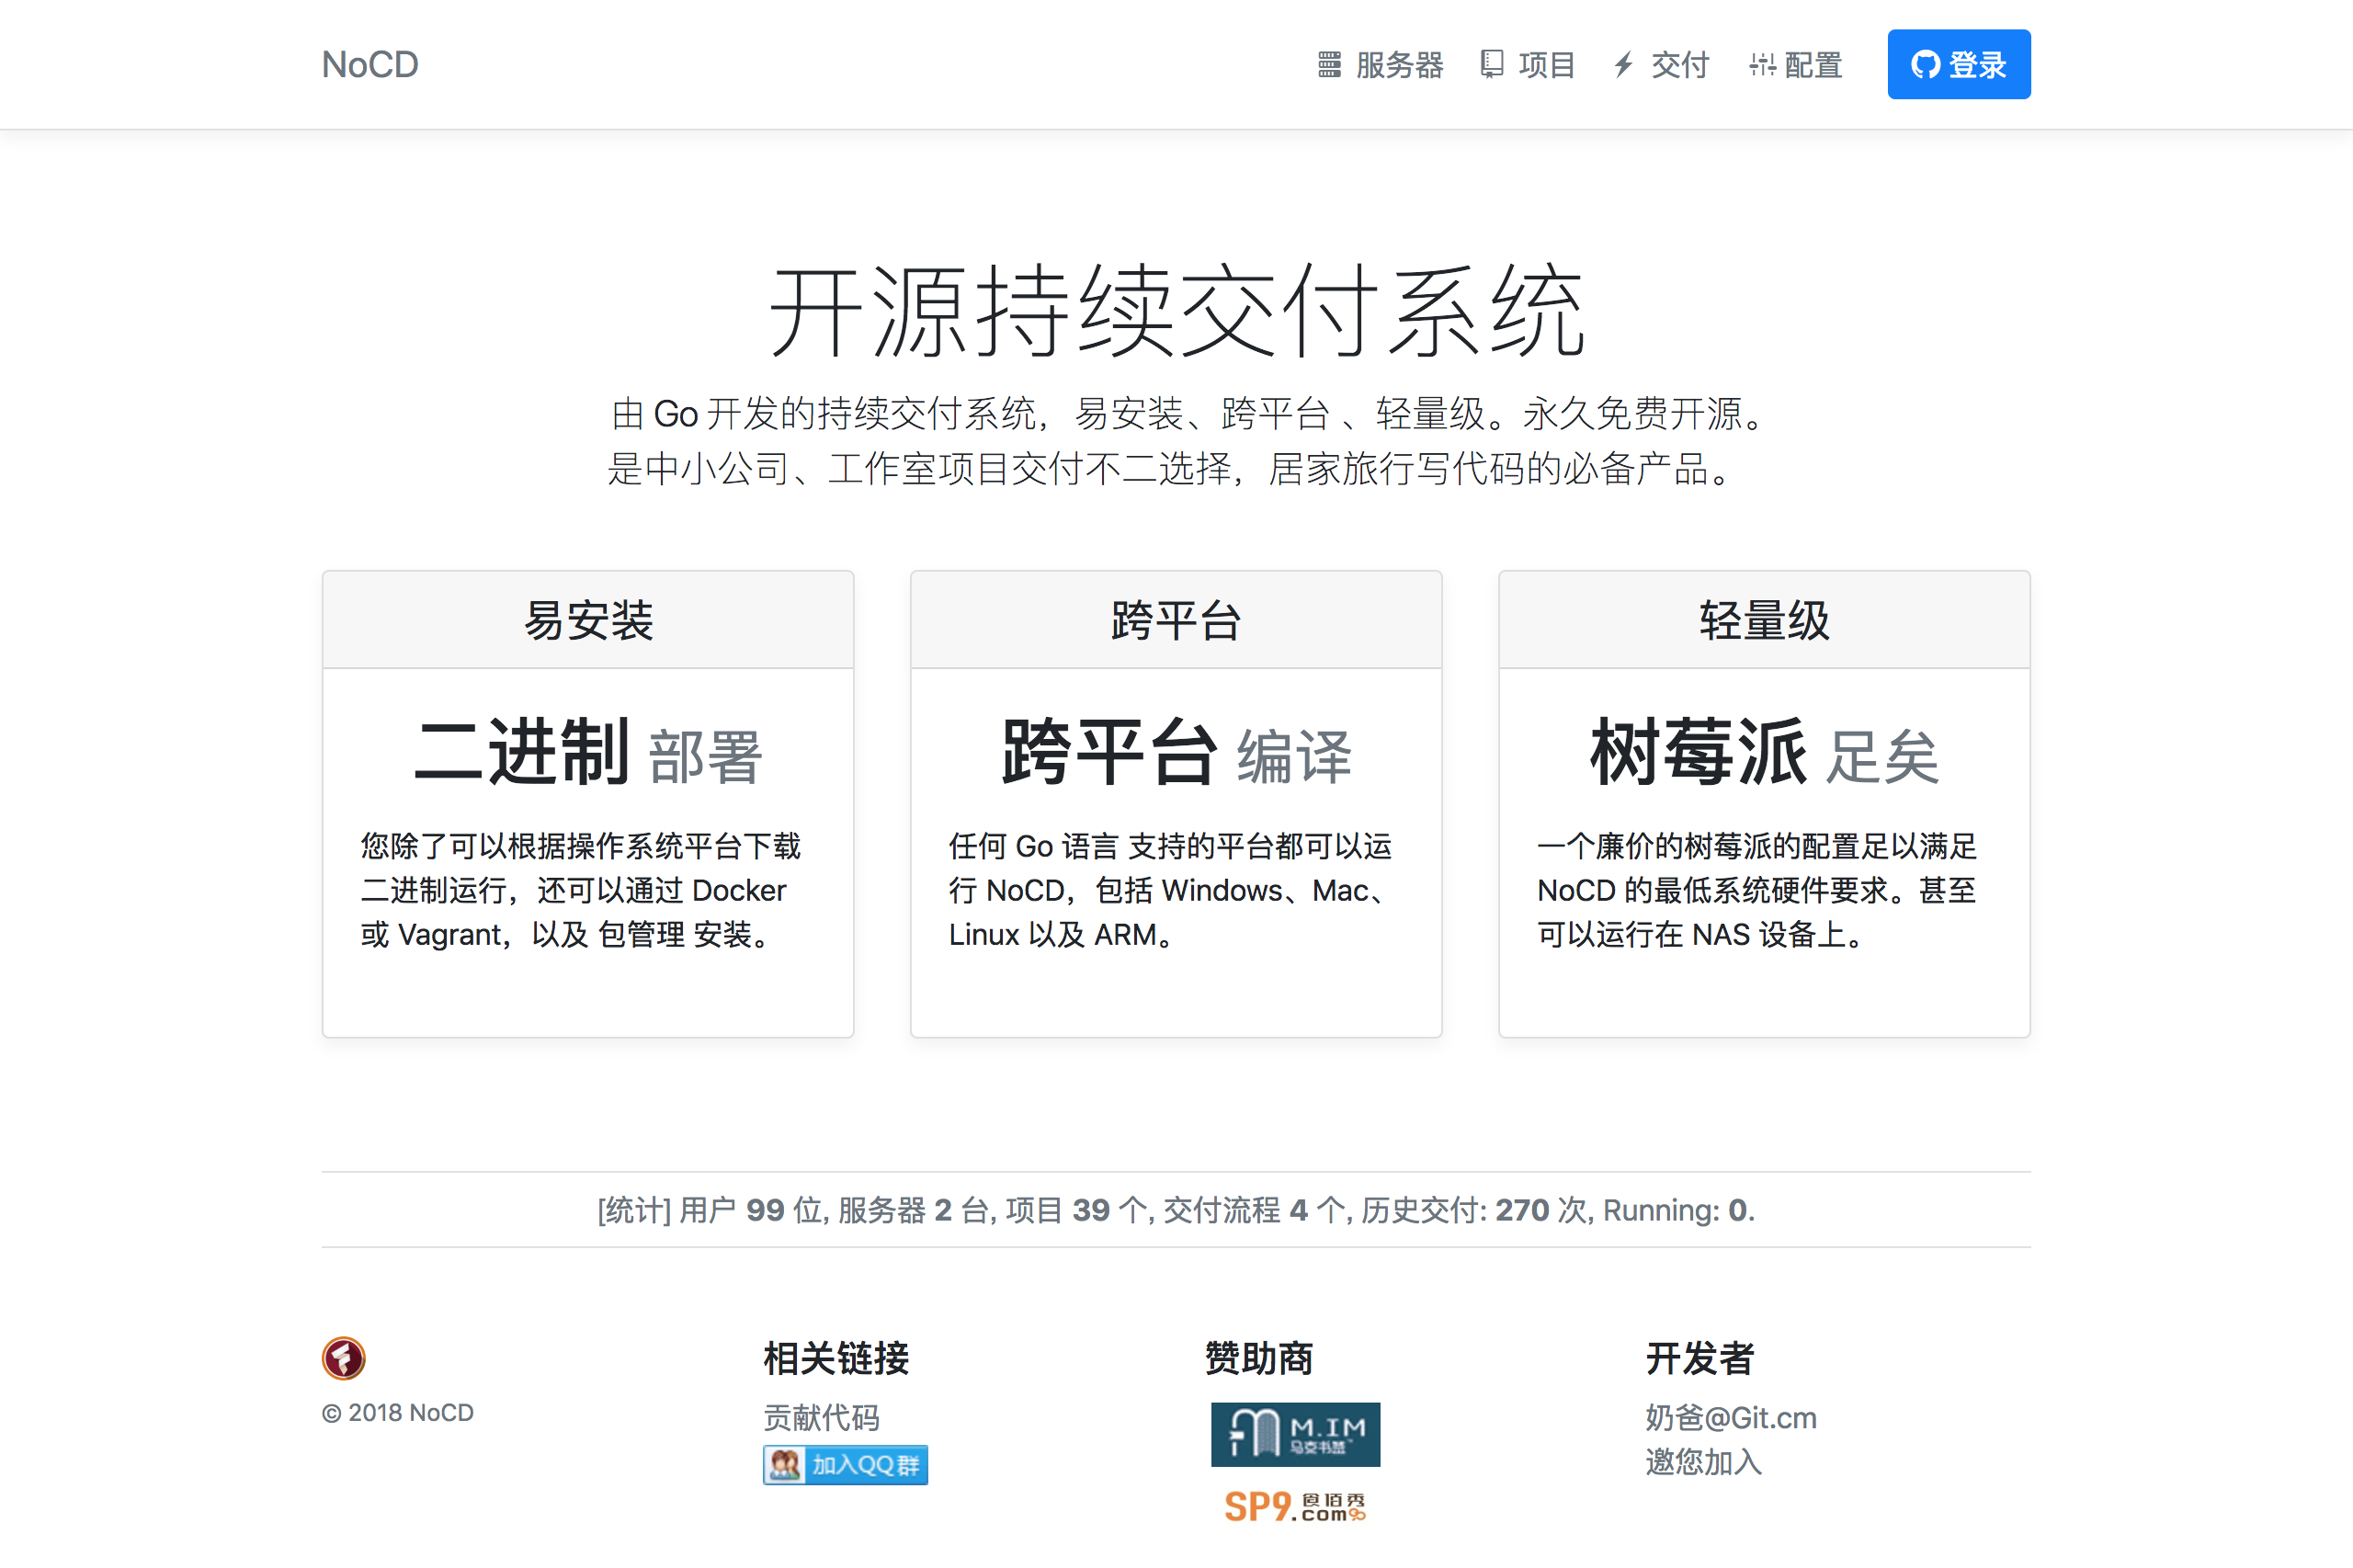 NoCD
服务器 项目 交付 配置 登录
开源持续交付系统
由 Go 开发的持续交付系统，易安装、跨平台 、轻量级。永久免费开源。
是中小公司、工作室项目交付不二选择，居家旅行写代码的必备产品。
易安装
二进制 部署
您除了可以根据操作系统平台下载
二进制运行，还可以通过 Docker
或 Vagrant，以及 包管理 安装。
跨平台
跨平台 编译
任何 Go 语言 支持的平台都可以运
行 NoCD，包括 Windows、Mac、
Linux 以及 ARM。
轻量级
树莓派 足矣
一个廉价的树莓派的配置足以满足
NoCD 的最低系统硬件要求。甚至
可以运行在 NAS 设备上。
[统计] 用户 99 位, 服务器 2 台, 项目 39 个, 交付流程 4 个, 历史交付: 270 次, Running: 0.
© 2018 NoCD
相关链接
贡献代码
加入QQ群
赞助商
M.IM
SP9.com
食佰秀
开发者
奶爸@Git.cm
邀您加入